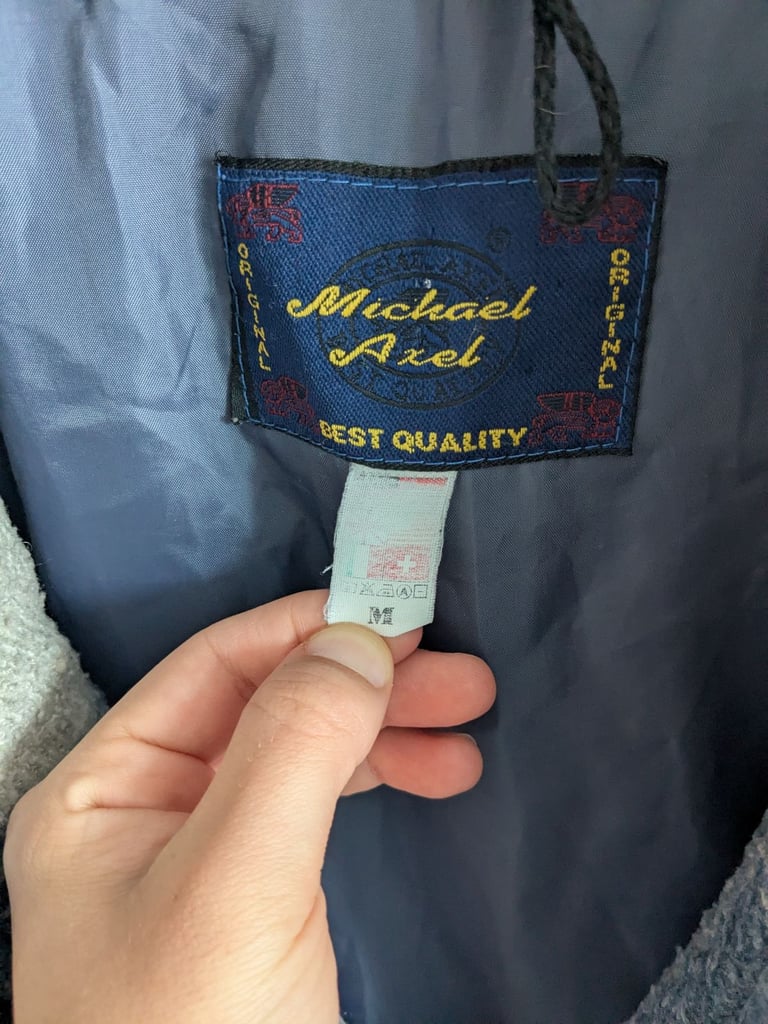 ORIGINAL
Michael
Axel
ORIGINAL
BEST QUALITY
A
M